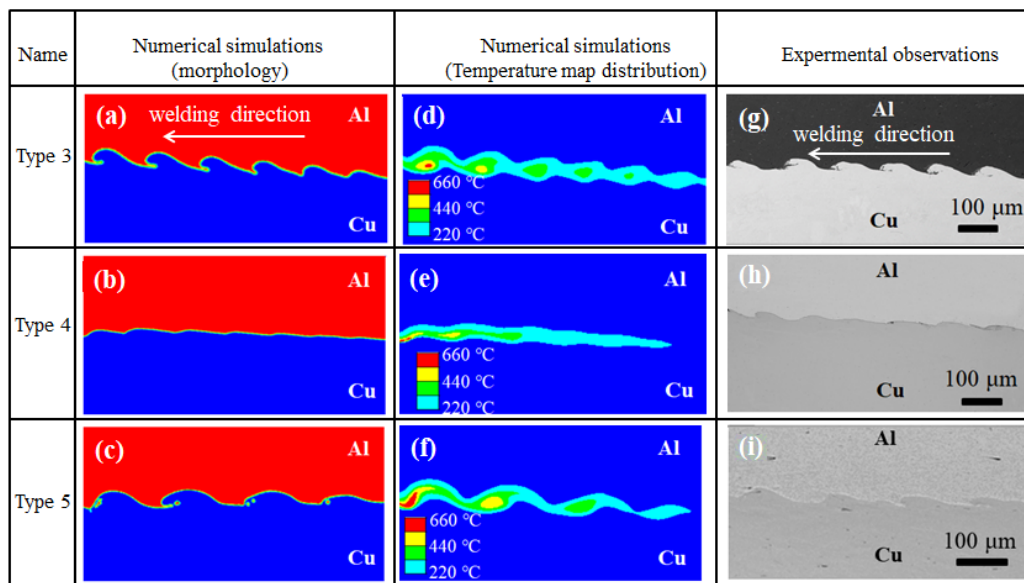 Name
Numerical simulations
(morphology)
Numerical simulations
(Temperature map distribution)
Expermental observations
Type 3
(a)
welding direction
Al
Cu
(d)
Al
660 °C
440 °C
220 °C
Cu
(g)
Al
welding direction
Cu
100 μm
Type 4
(b)
Al
Cu
(e)
Al
660 °C
440 °C
220 °C
Cu
(h)
Al
Cu
100 μm
Type 5
(c)
Al
Cu
(f)
Al
660 °C
440 °C
220 °C
Cu
(i)
Al
Cu
100 μm